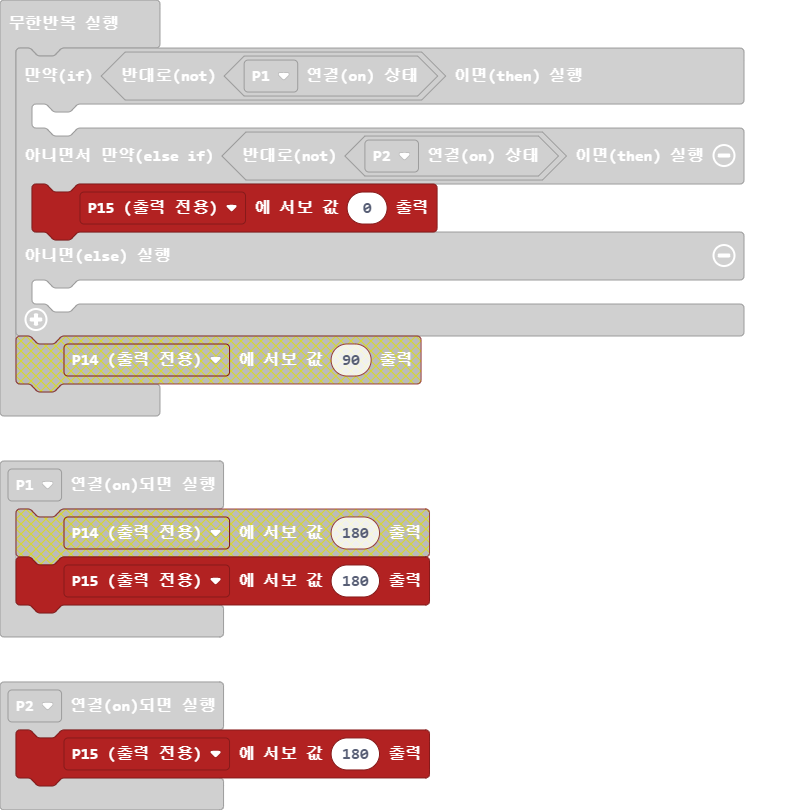 무한반복 실행
만약(if) 반대로(not) P1 연결(on) 상태 이면(then) 실행
아니면서 만약(else if) 반대로(not) P2 연결(on) 상태 이면(then) 실행
P15 (출력 전용) 에 서보 값 0 출력
아니면(else) 실행
P14 (출력 전용) 에 서보 값 90 출력
P1 연결(on)되면 실행
P14 (출력 전용) 에 서보 값 180 출력
P15 (출력 전용) 에 서보 값 180 출력
P2 연결(on)되면 실행
P15 (출력 전용) 에 서보 값 180 출력